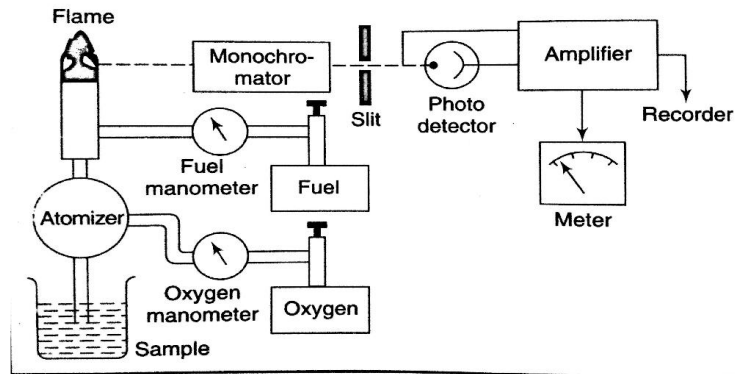 Flame
Monochro-
mator
Slit
Photo
detector
Amplifier
Recorder
Meter
Fuel
manometer
Fuel
Atomizer
Oxygen
manometer
Oxygen
Sample